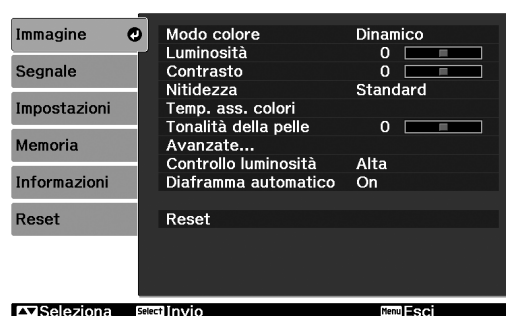 Immagine
Segnale
Impostazioni
Memoria
Informazioni
Reset
Modo colore Dinamico
Luminosità 0
Contrasto 0
Nitidezza Standard
Temp. ass. colori
Tonalità della pelle 0
Avanzate...
Controllo luminosità Alta
Diaframma automatico On
Reset
Seleziona Select Invio Menu Esci